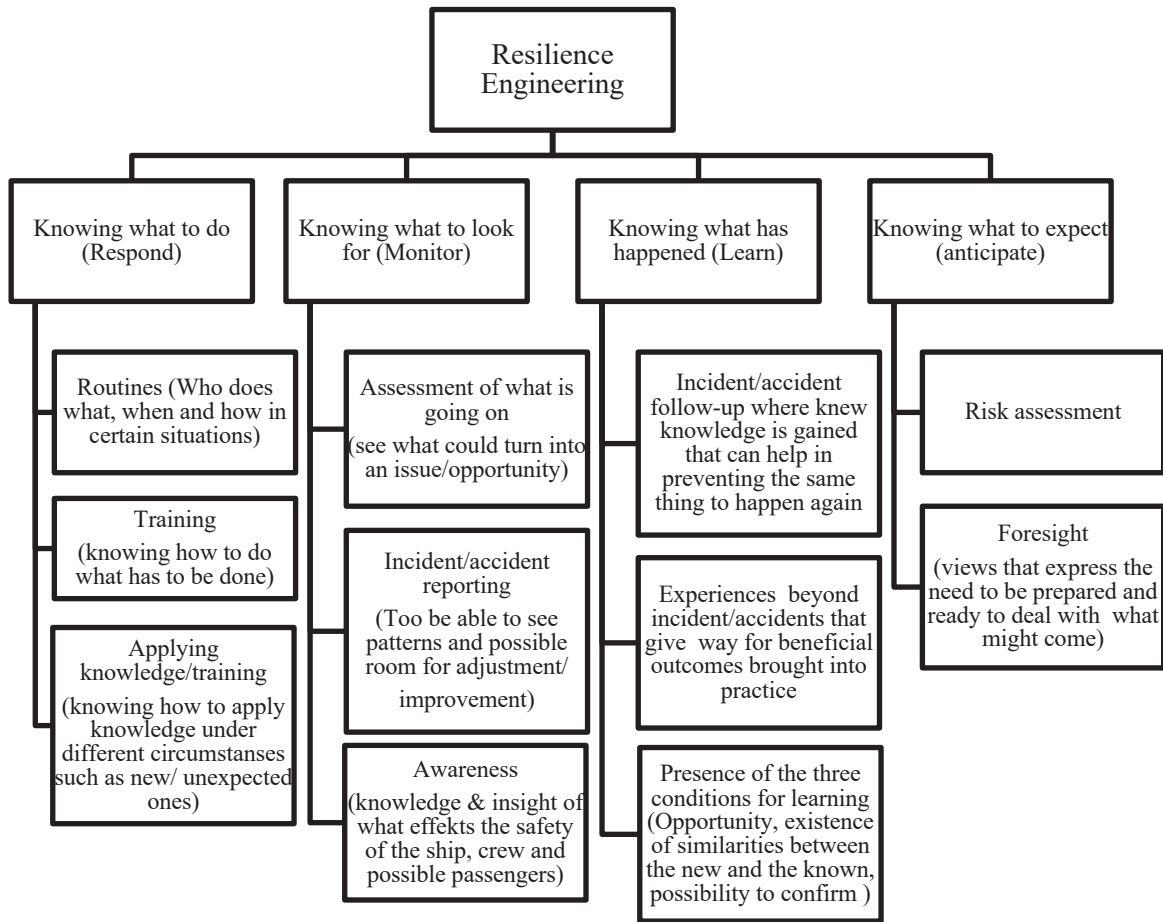 Resilience
Engineering
Knowing what to do
(Respond)
Routines (Who does
what, when and how in
certain situations)
Training
(knowing how to do
what has to be done)
Applying
knowledge/training
(knowing how to apply
knowledge under
different circumstanses
such as new/ unexpected
ones)
Knowing what to look
for (Monitor)
Assessment of what is
going on
(see what could turn into
an issue/opportunity)
Incident/accident
reporting
(Too be able to see
patterns and possible
room for adjustment/
improvement)
Awareness
(knowledge & insight of
what effekts the safety
of the ship, crew and
possible passengers)
Knowing what has
happened (Learn)
Incident/accident
follow-up where knew
knowledge is gained
that can help in
preventing the same
thing to happen again
Experiences  beyond
incident/accidents that
give way for beneficial
outcomes brought into
practice
Presence of the three
conditions for learning
(Opportunity, existence
of similarities between
the new and the known,
possibility to confirm )
Knowing what to expect
(anticipate)
Risk assessment
Foresight
(views that express the
need to be prepared and
ready to deal with  what
might come)